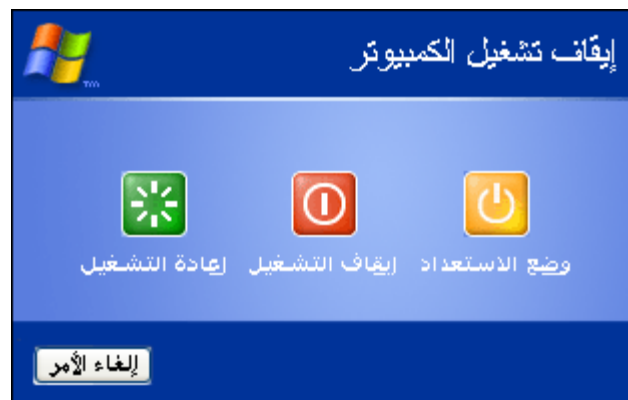 إيقاف تشغيل الكمبيوتر
وضع الاستعداد إيقاف التشغيل إعادة التشغيل
إلغاء الأمر